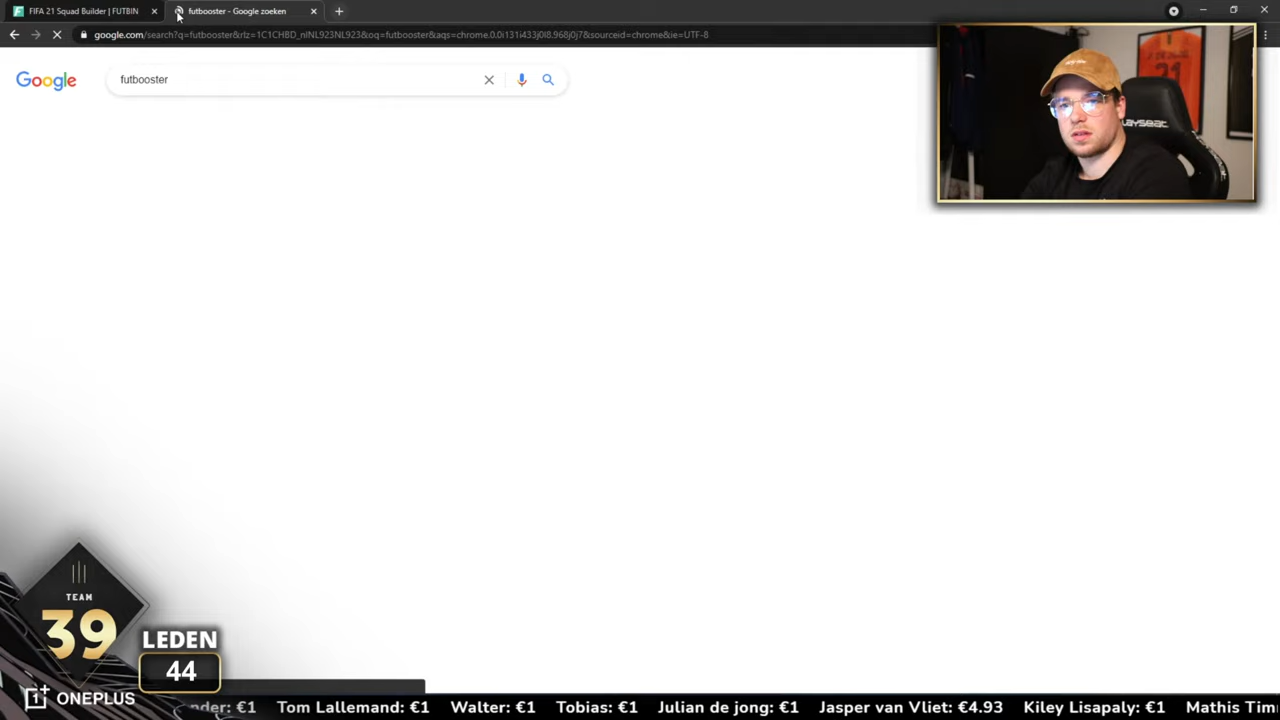 FIFA 21 Squad Builder | FUTBIN
futbooster - Google zoeken
google.com/search?q=futbooster&rlz=1C1CHBD_nlNL923NL923&oq=futbooster&aqs=chrome.0.0i131i433j0l8.968j0j7&sourceid=chrome&ie=UTF-8
Google
futbooster
21
LAYSEAT
TEAM
39
LEDEN
44
ONEPLUS
nder: €1 Tom Lallemand: €1 Walter: €1 Tobias: €1 Julian de jong: €1 Jasper van Vliet: €4.93 Kiley Lisapaly: €1 Mathis Tim